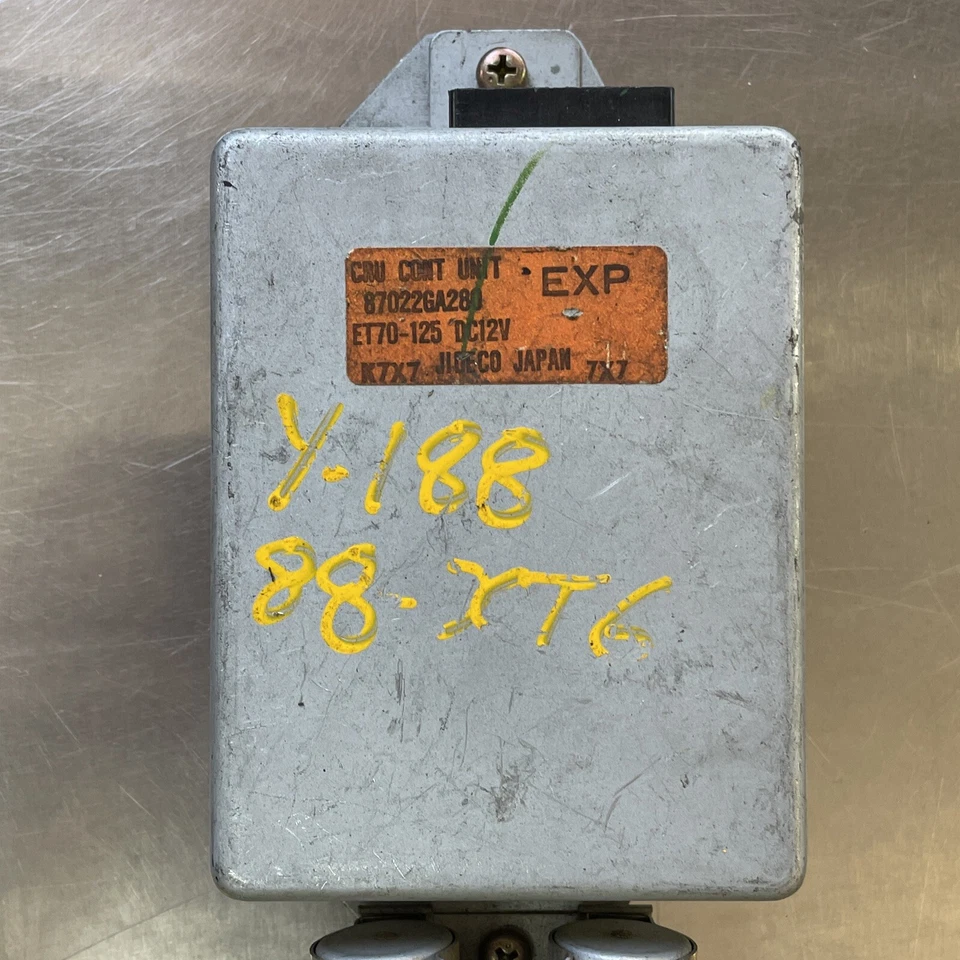 CRU CONT UNIT EXP
87022GA280
ET70-125 DC12V
K7X7 JIDECO JAPAN 7X7
Y-188
88-XT6